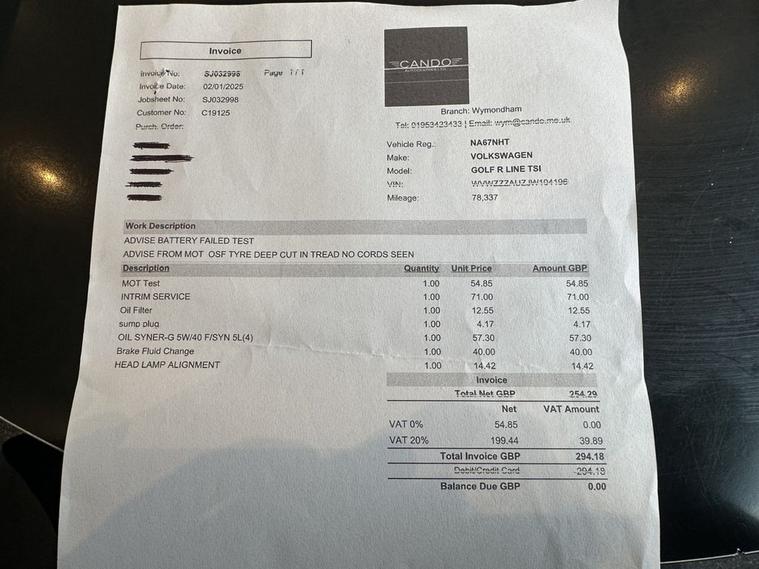 Invoice
Invoice No: SJ032998 Page 1/1
Invoice Date: 02/01/2025
Jobsheet No: SJ032998
Customer No: C19125
Purch. Order:
CANDO
Branch: Wymondham
Tel: 01953423433 | Email: wym@cando.me.uk
Vehicle Reg.: NA67NHT
Make: VOLKSWAGEN
Model: GOLF R LINE TSI
VIN:
Mileage: 78,337
Work Description
ADVISE BATTERY FAILED TEST
ADVISE FROM MOT OSF TYRE DEEP CUT IN TREAD NO CORDS SEEN
Description Quantity Unit Price Amount GBP
MOT Test 1.00 54.85 54.85
INTRIM SERVICE 1.00 71.00 71.00
Oil Filter 1.00 12.55 12.55
sump plug 1.00 4.17 4.17
OIL SYNER-G 5W/40 F/SYN 5L(4) 1.00 57.30 57.30
Brake Fluid Change 1.00 40.00 40.00
HEAD LAMP ALIGNMENT 1.00 14.42 14.42
Invoice
Total Net GBP 254.29
Net VAT Amount
VAT 0% 54.85 0.00
VAT 20% 199.44 39.89
Total Invoice GBP 294.18
Debit/Credit Card -294.18
Balance Due GBP 0.00